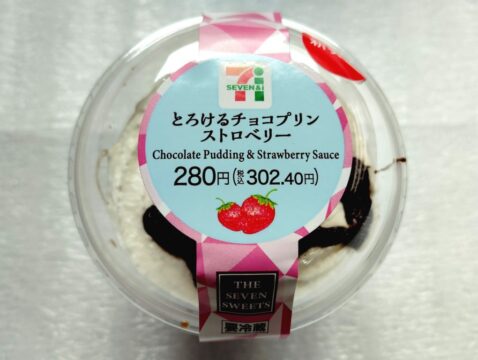 SEVEN&i
とろけるチョコプリン
ストロベリー
Chocolate Pudding & Strawberry Sauce
280円(税込302.40円)
THE
SEVEN
SWEETS
要冷蔵